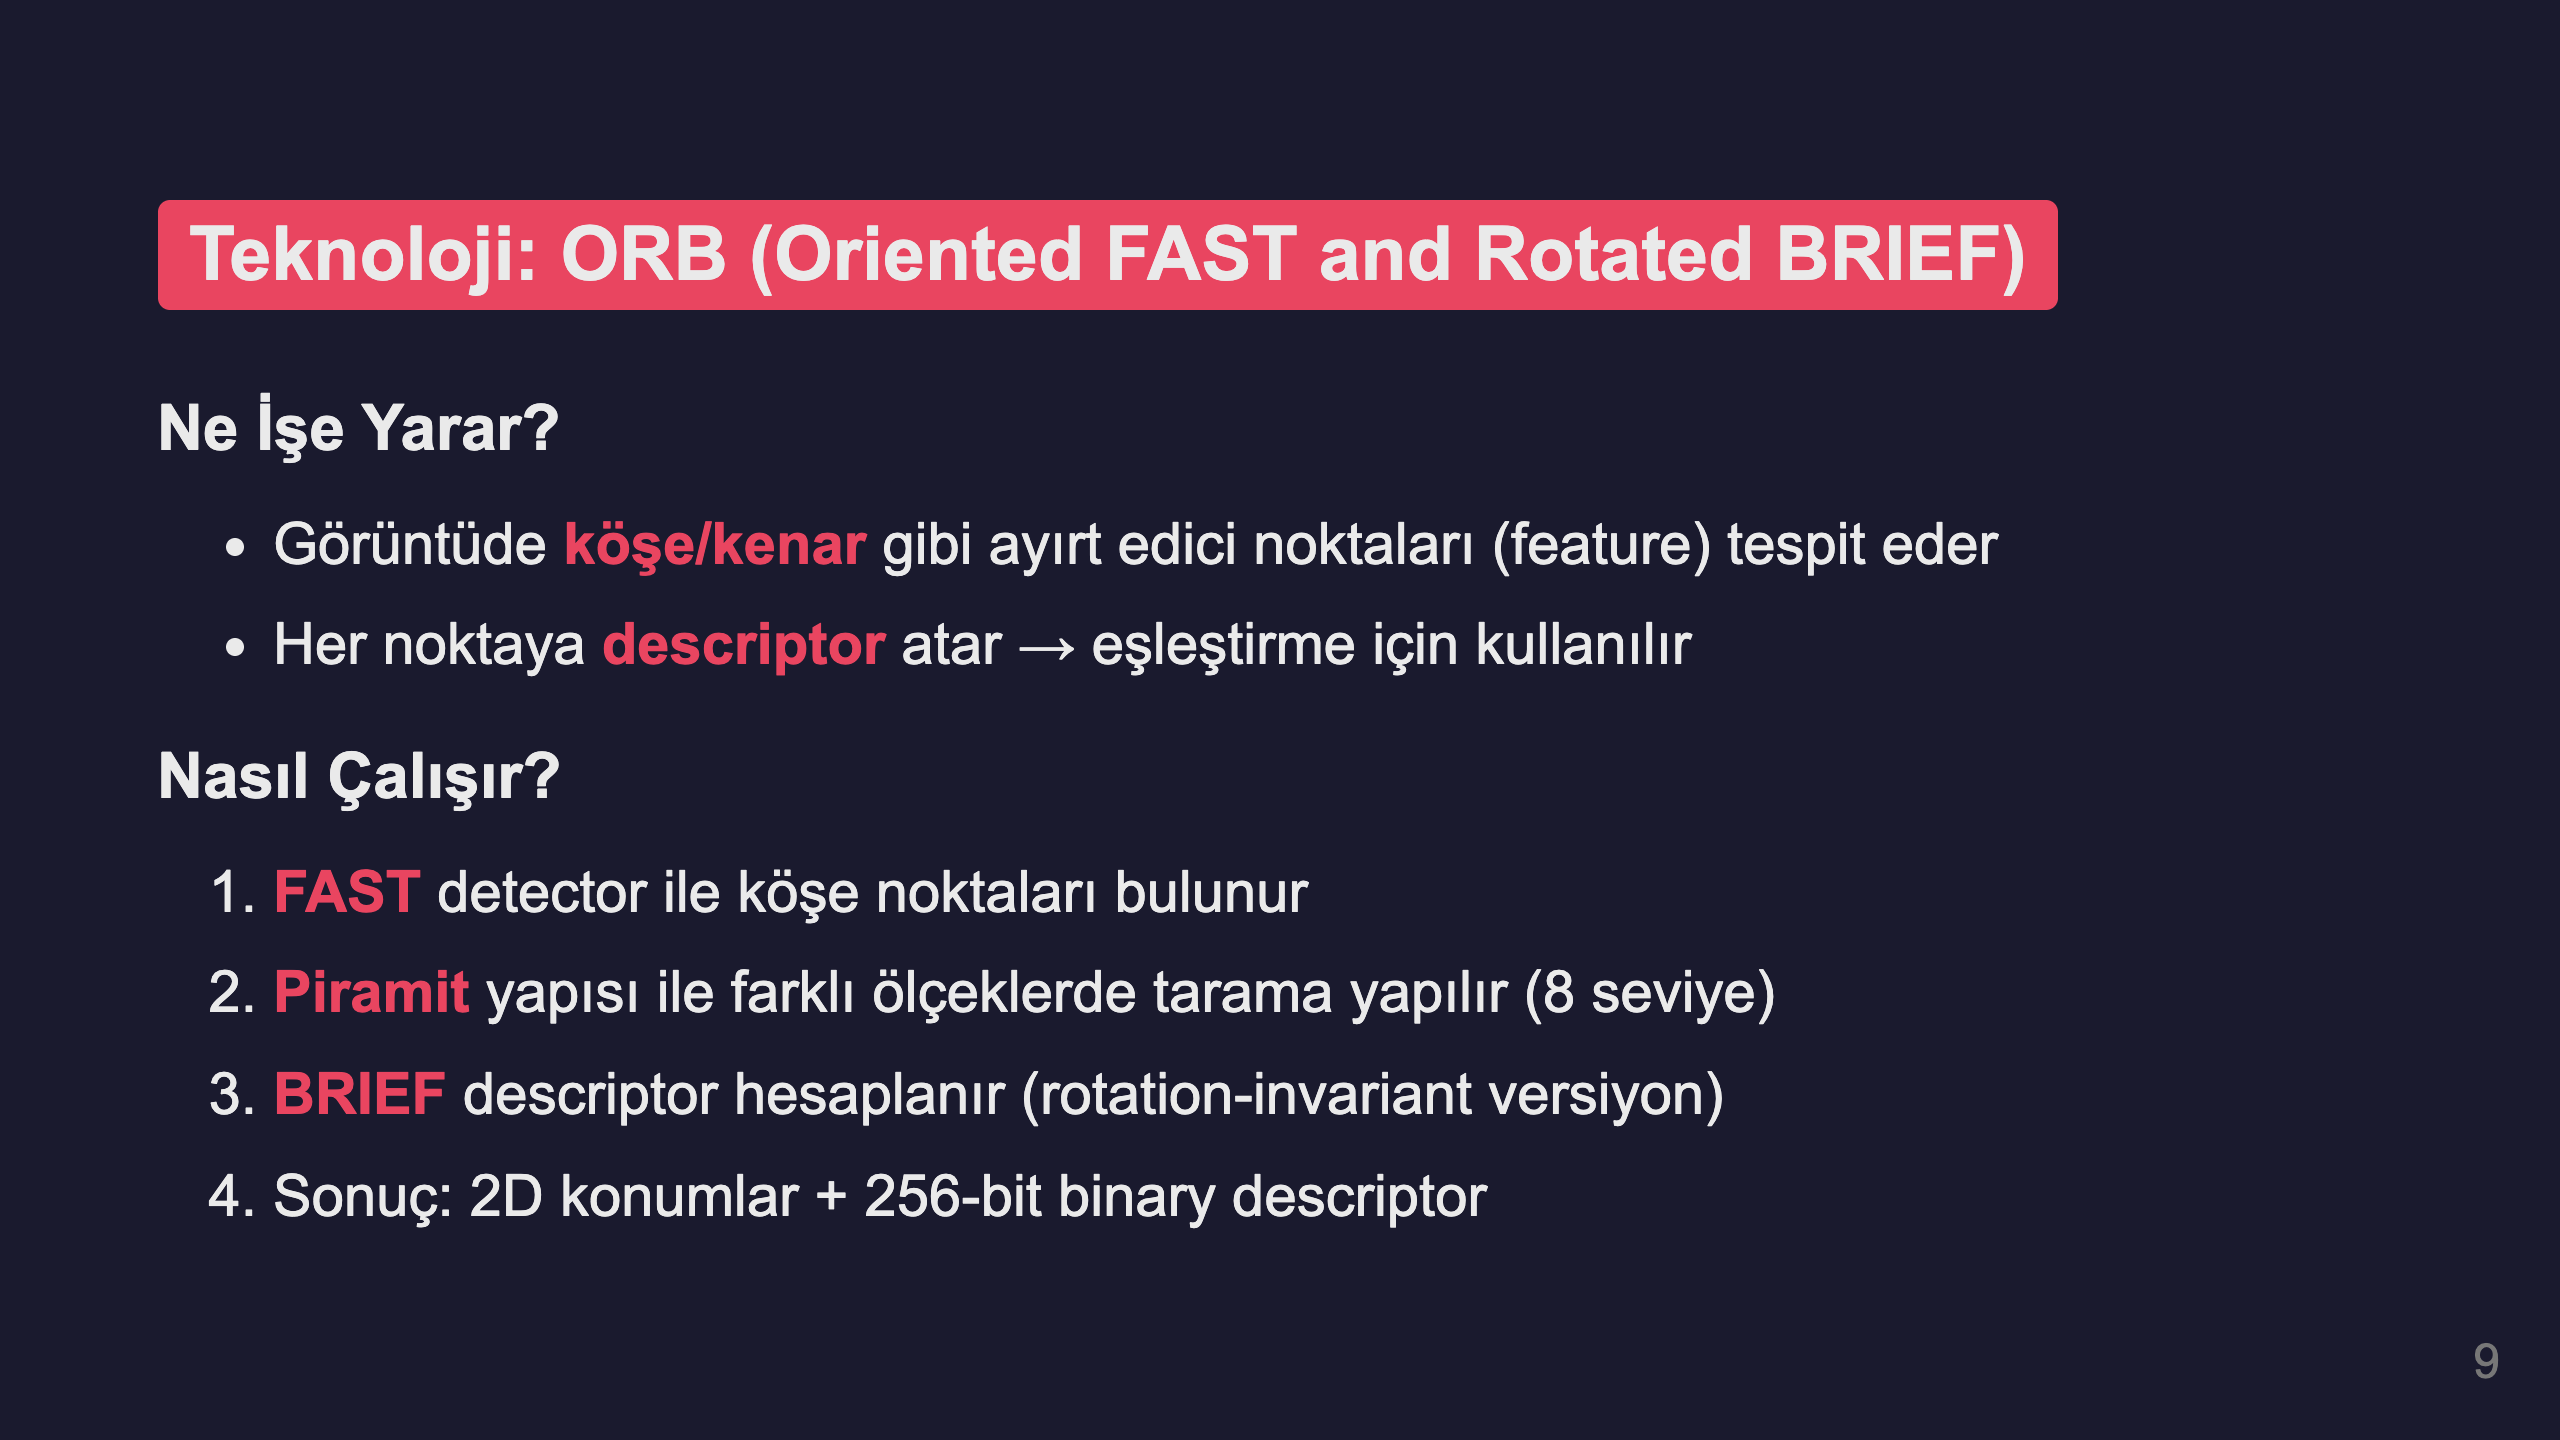 Teknoloji: ORB (Oriented FAST and Rotated BRIEF)
Ne İşe Yarar?
• Görüntüde köşe/kenar gibi ayırt edici noktaları (feature) tespit eder
• Her noktaya descriptor atar → eşleştirme için kullanılır
Nasıl Çalışır?
1. FAST detector ile köşe noktaları bulunur
2. Piramit yapısı ile farklı ölçeklerde tarama yapılır (8 seviye)
3. BRIEF descriptor hesaplanır (rotation-invariant versiyon)
4. Sonuç: 2D konumlar + 256-bit binary descriptor
9